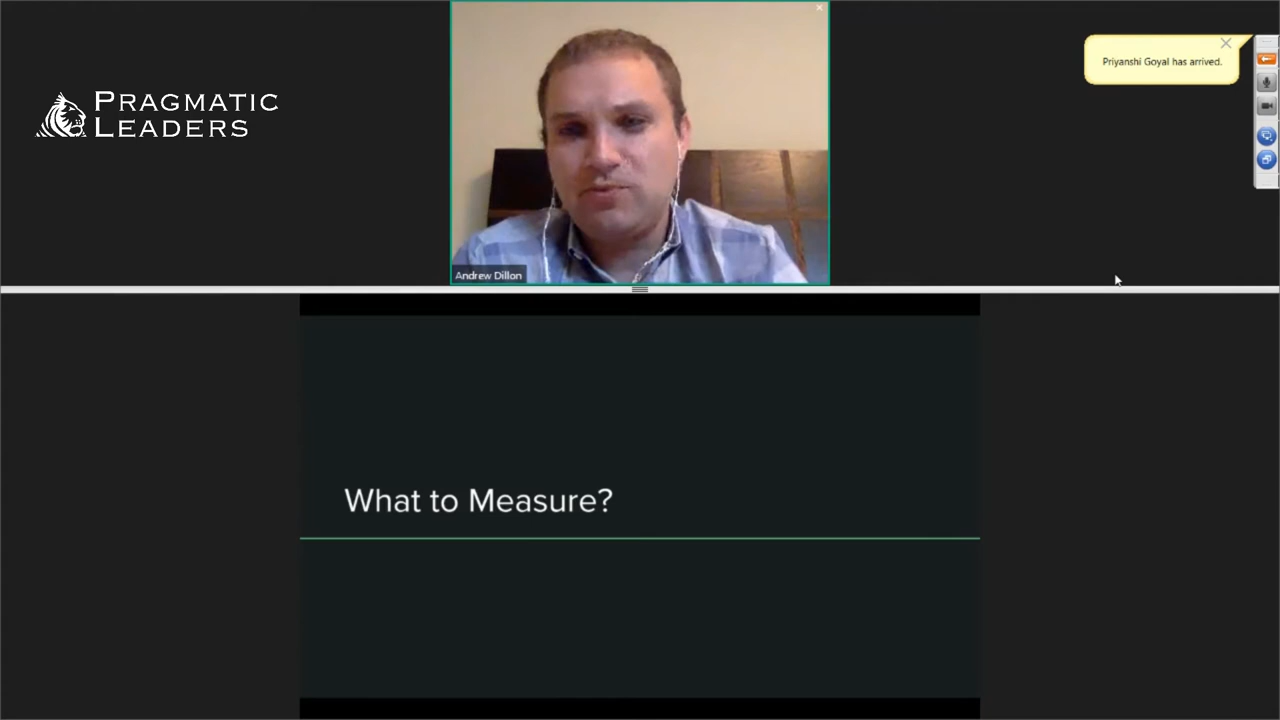 PRAGMATIC
LEADERS
Priyanshi Goyal has arrived.
Andrew Dillon
What to Measure?